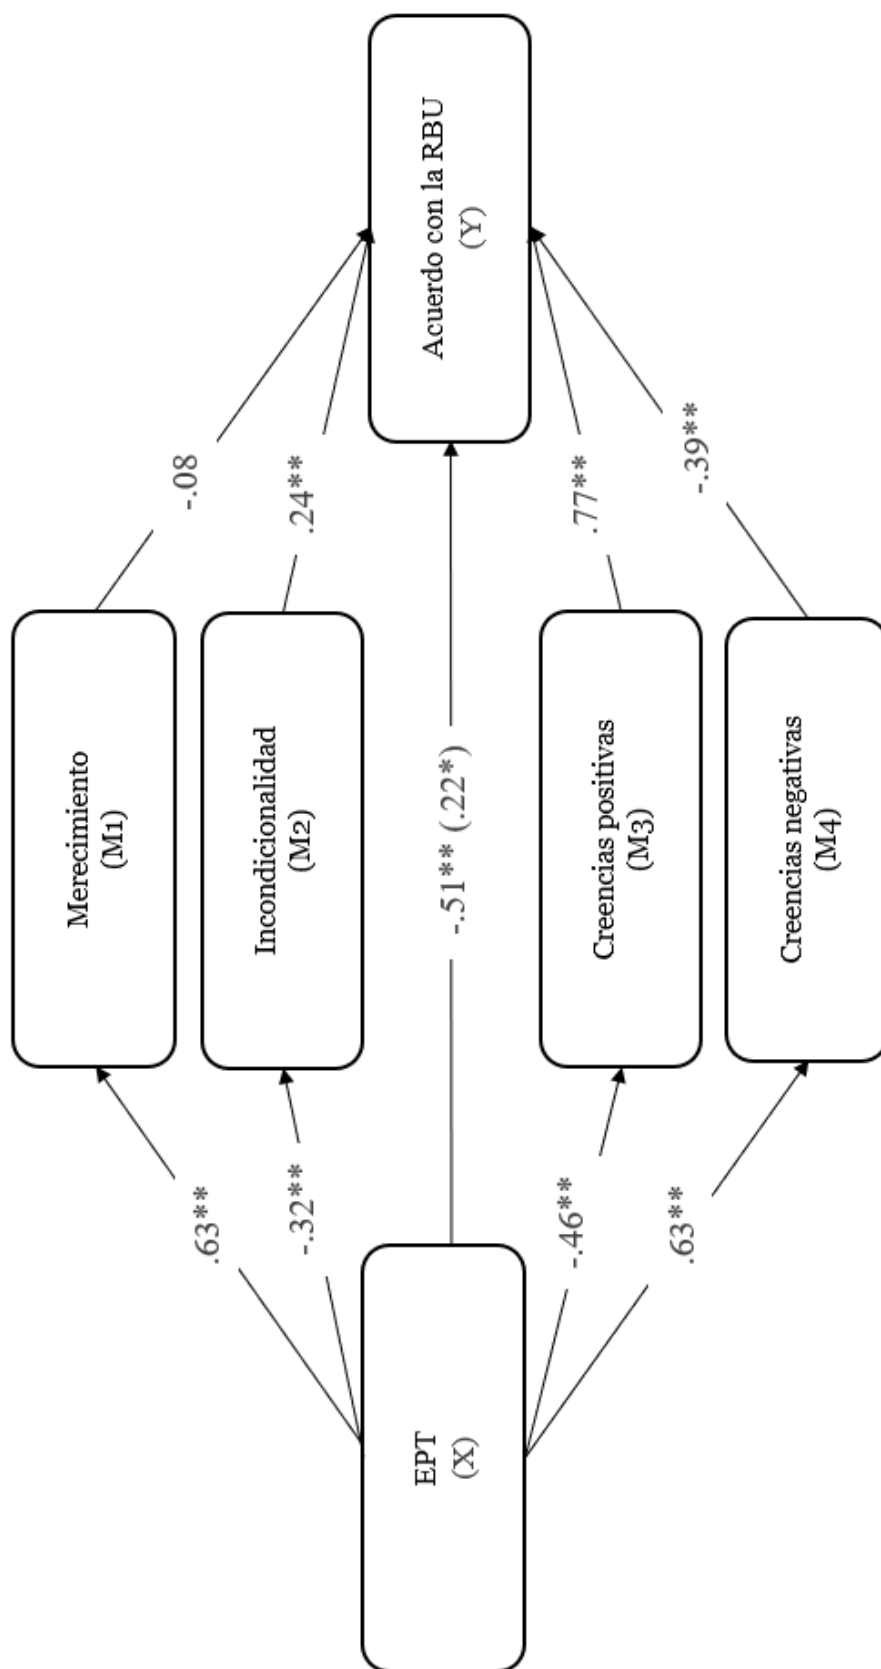 Merecimiento
(M1)
.63**
-.08
Incondicionalidad
(M2)
-.32**
.24**
EPT
(X)
-.51** (.22*)
Acuerdo con la RBU
(Y)
Creencias positivas
(M3)
-.46**
.77**
Creencias negativas
(M4)
.63**
-.39**